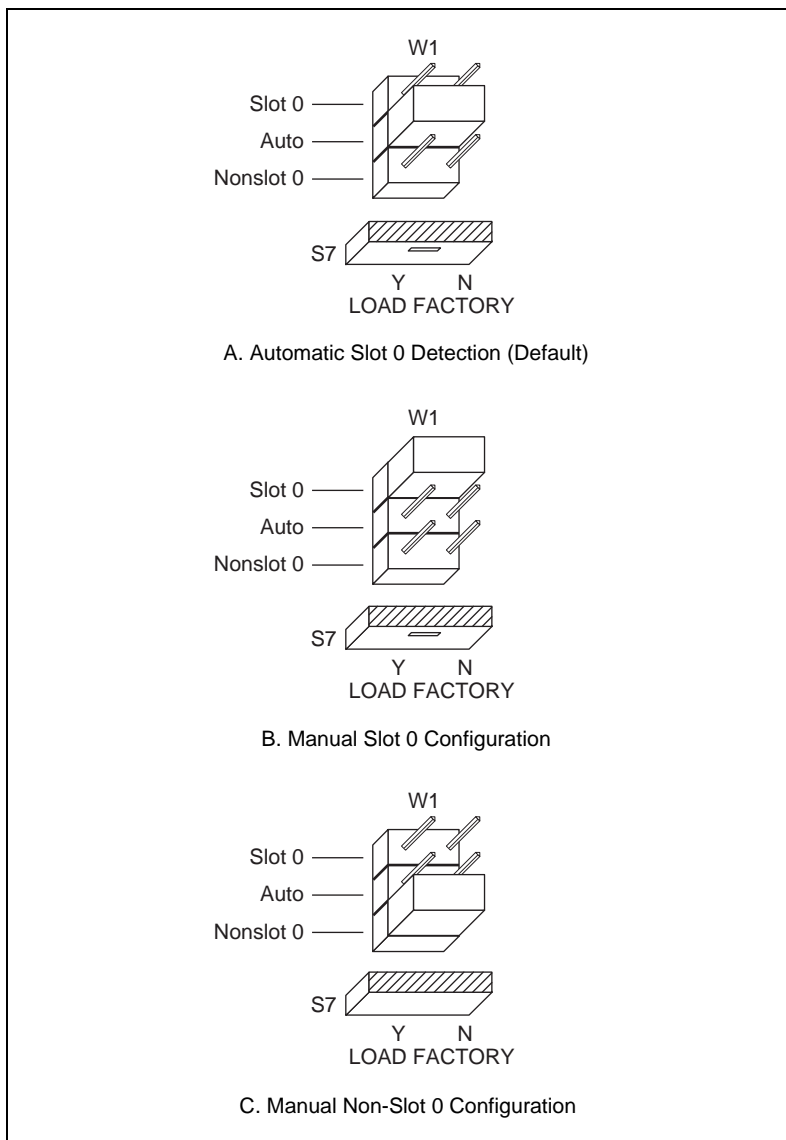 W1
Slot 0
Auto
Nonslot 0
S7
Y N
LOAD FACTORY
A. Automatic Slot 0 Detection (Default)
W1
Slot 0
Auto
Nonslot 0
S7
Y N
LOAD FACTORY
B. Manual Slot 0 Configuration
W1
Slot 0
Auto
Nonslot 0
S7
Y N
LOAD FACTORY
C. Manual Non-Slot 0 Configuration